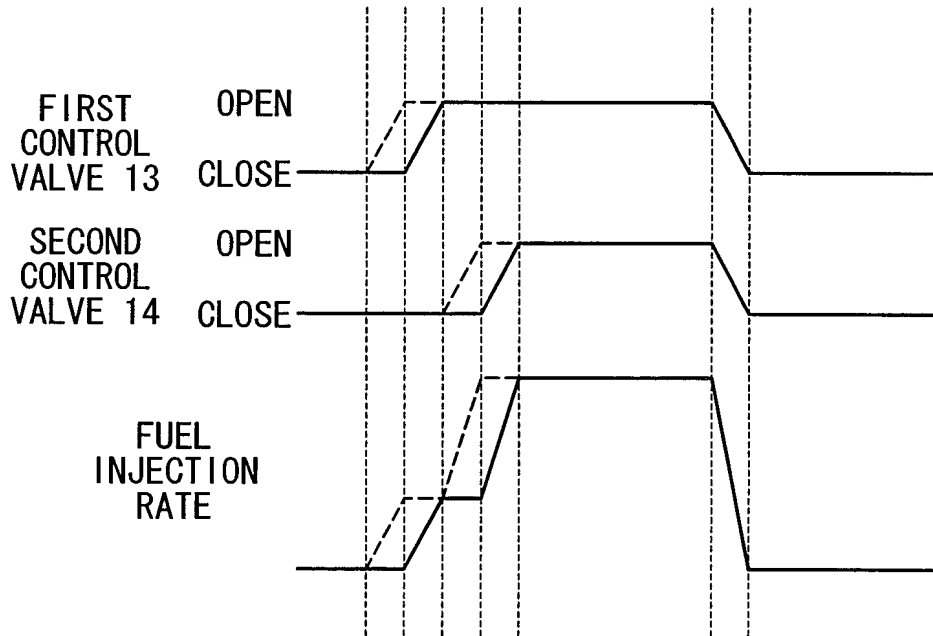 FIRST
CONTROL
VALVE 13
OPEN
CLOSE
SECOND
CONTROL
VALVE 14
OPEN
CLOSE
FUEL
INJECTION
RATE